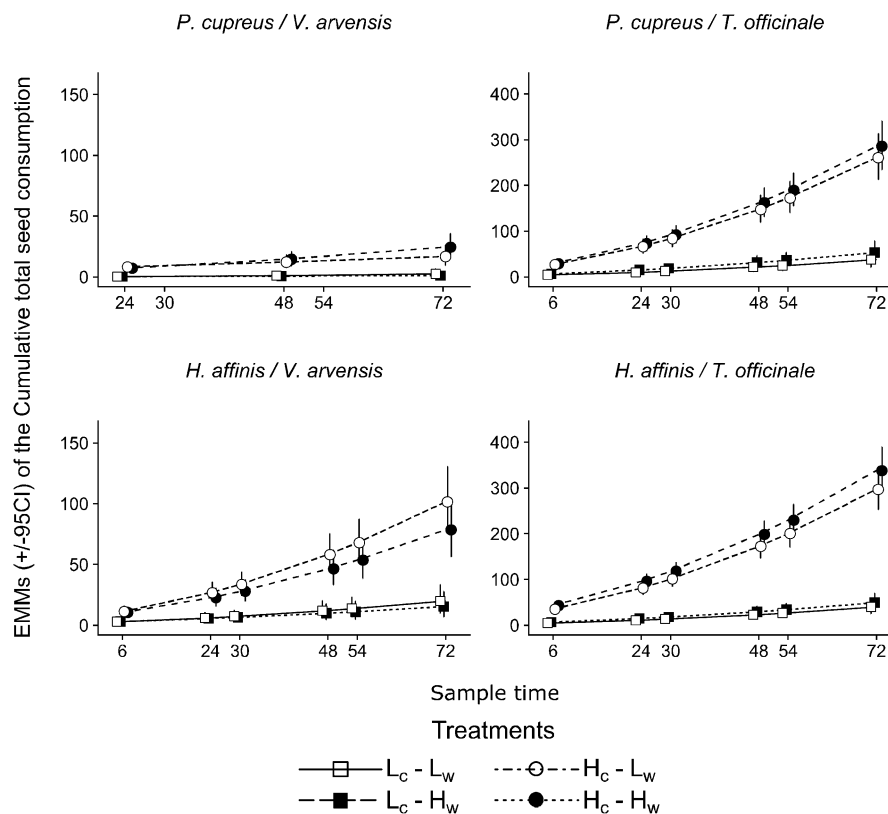 P. cupreus / V. arvensis
P. cupreus / T. officinale
EMMs (+/-95CI) of the Cumulative total seed consumption
150
100
50
0
24 30 48 54 72
400
300
200
100
0
6 24 30 48 54 72
H. affinis / V. arvensis
H. affinis / T. officinale
150
100
50
0
6 24 30 48 54 72
400
300
200
100
0
6 24 30 48 54 72
Sample time
Treatments
Lc - Lw
Hc - Lw
Lc - Hw
Hc - Hw